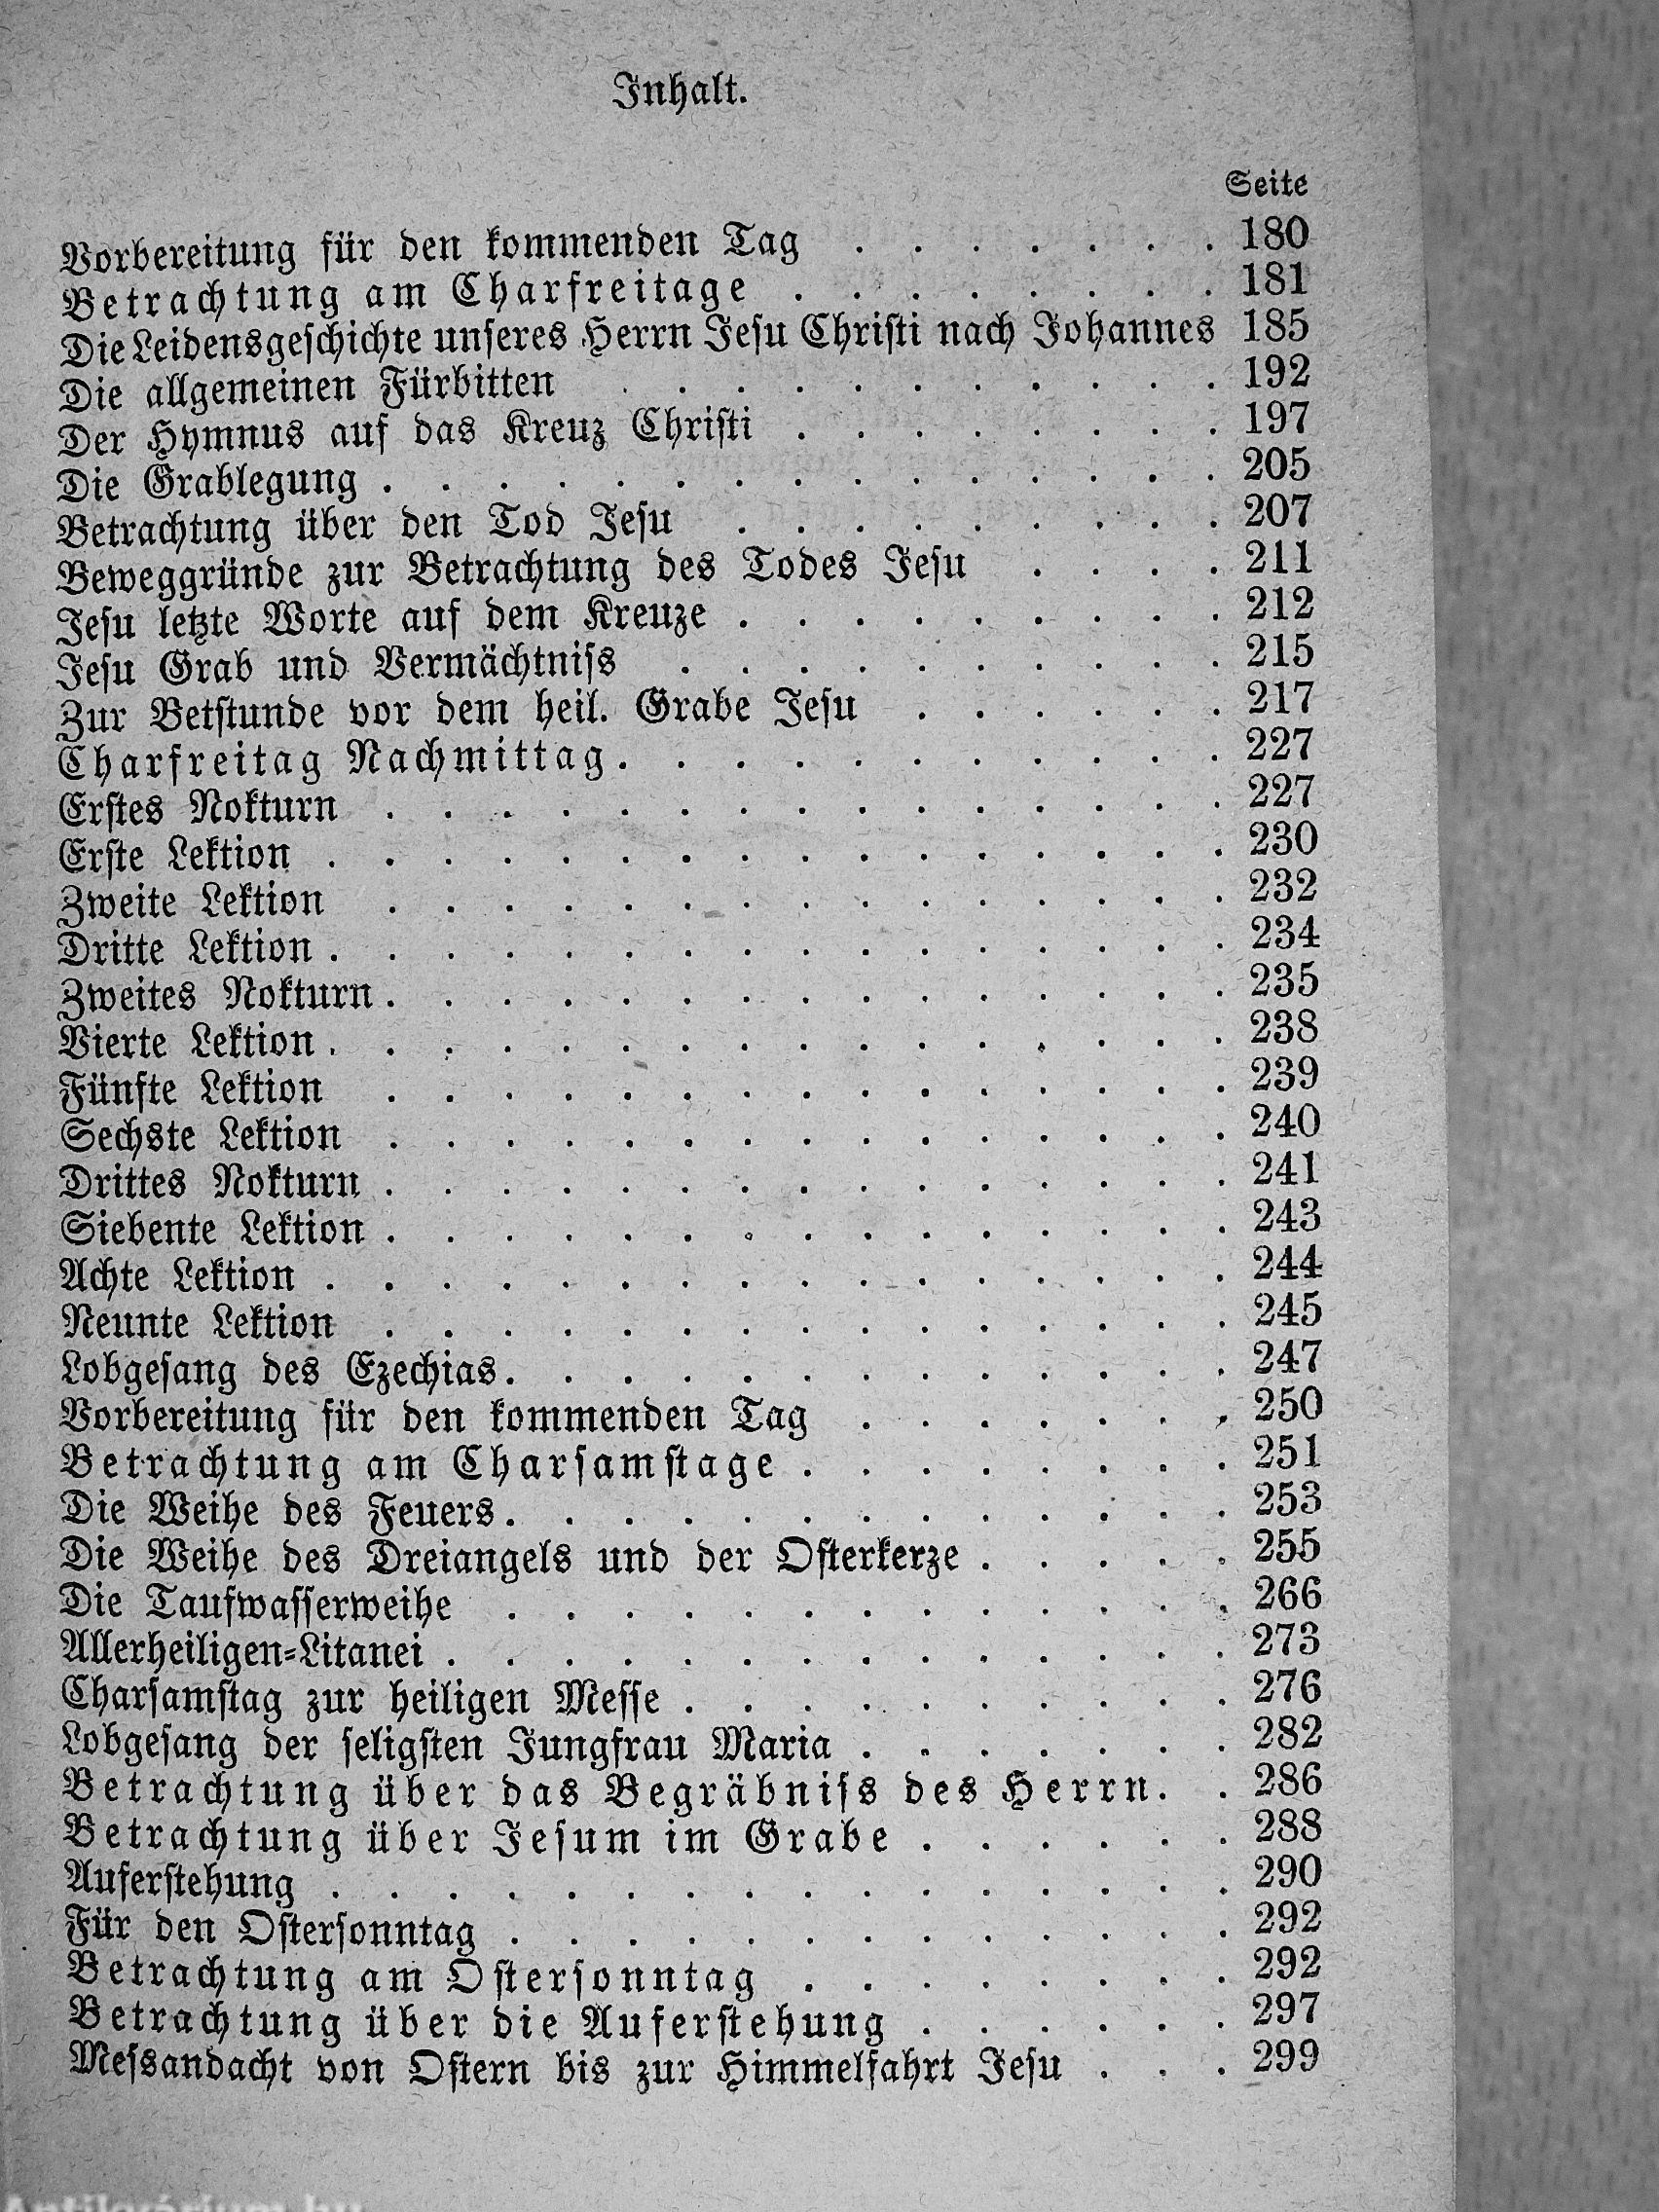 Inhalt.
Seite
Vorbereitung für den kommenden Tag . . . . . . . 180
Betrachtung am Charfreitage . . . . . . . . 181
Die Leidensgeschichte unseres Herrn Jesu Christi nach Johannes 185
Die allgemeinen Fürbitten . . . . . . . . . . . 192
Der Hymnus auf das Kreuz Christi . . . . . . . . 197
Die Grablegung . . . . . . . . . . . . . . . 205
Betrachtung über den Tod Jesu . . . . . . . . . 207
Beweggründe zur Betrachtung des Todes Jesu . . . . 211
Jesu letzte Worte auf dem Kreuze . . . . . . . . . 212
Jesu Grab und Vermächtniss . . . . . . . . . . 215
Zur Betstunde vor dem heil. Grabe Jesu . . . . . . 217
Charfreitag Nachmittag . . . . . . . . . . . 227
Erstes Nokturn . . . . . . . . . . . . . . . 227
Erste Lektion . . . . . . . . . . . . . . . . 230
Zweite Lektion . . . . . . . . . . . . . . . 232
Dritte Lektion . . . . . . . . . . . . . . . . 234
Zweites Nokturn . . . . . . . . . . . . . . . 235
Vierte Lektion . . . . . . . . . . . . . . . . 238
Fünfte Lektion . . . . . . . . . . . . . . . 239
Sechste Lektion . . . . . . . . . . . . . . . 240
Drittes Nokturn . . . . . . . . . . . . . . . 241
Siebente Lektion . . . . . . . . . . . . . . . 243
Achte Lektion . . . . . . . . . . . . . . . . 244
Neunte Lektion . . . . . . . . . . . . . . . 245
Lobgesang des Ezechias . . . . . . . . . . . . . 247
Vorbereitung für den kommenden Tag . . . . . . . 250
Betrachtung am Charsamstage . . . . . . . . 251
Die Weihe des Feuers . . . . . . . . . . . . . 253
Die Weihe des Dreiangels und der Osterkerze . . . . . 255
Die Taufwasserweihe . . . . . . . . . . . . . 266
Allerheiligen-Litanei . . . . . . . . . . . . . . 273
Charsamstag zur heiligen Messe . . . . . . . . . . 276
Lobgesang der seligsten Jungfrau Maria . . . . . . . 282
Betrachtung über das Begräbniss des Herrn . . 286
Betrachtung über Jesum im Grabe . . . . . . 288
Auferstehung . . . . . . . . . . . . . . . . 290
Für den Ostersonntag . . . . . . . . . . . . . 292
Betrachtung am Ostersonntag . . . . . . . . 292
Betrachtung über die Auferstehung . . . . . . 297
Messandacht von Ostern bis zur Himmelfahrt Jesu . . . 299